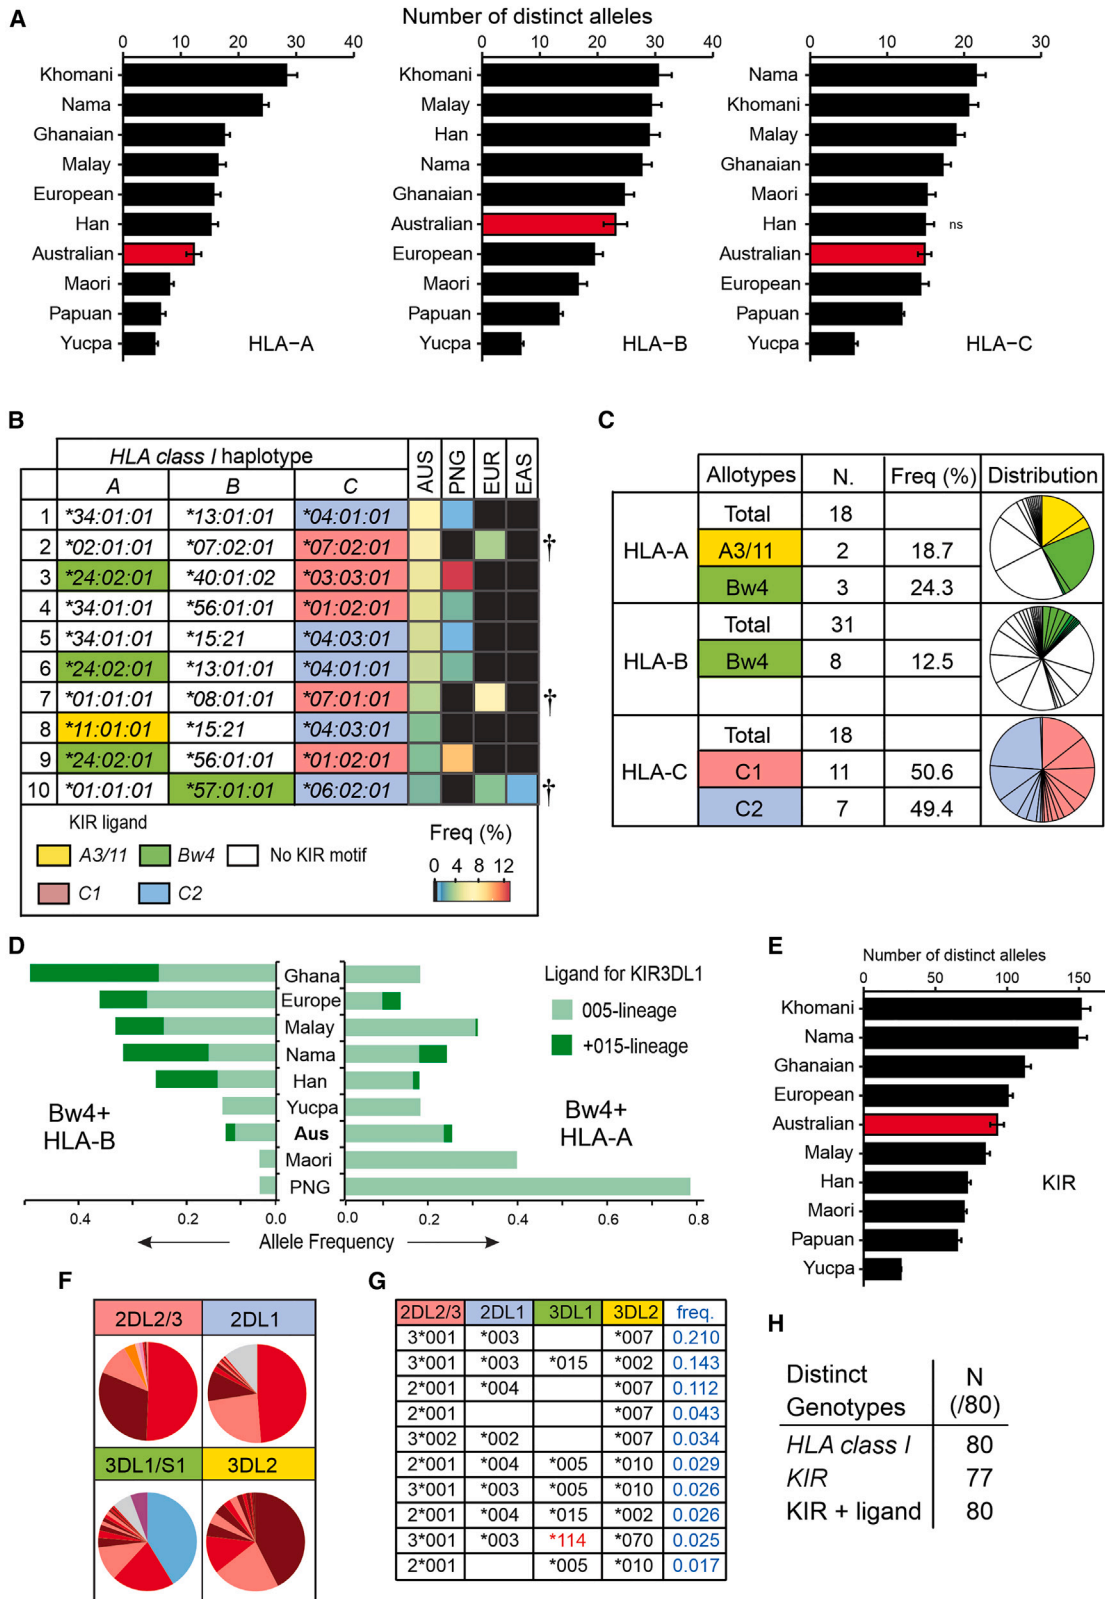 A
Number of distinct alleles
0 10 20 30 40
Khomani
Nama
Ghanaian
Malay
European
Han
Australian
Maori
Papuan
Yucpa
HLA−A
0 10 20 30 40
Khomani
Malay
Han
Nama
Ghanaian
Australian
European
Maori
Papuan
Yucpa
HLA−B
0 10 20 30
Nama
Khomani
Malay
Ghanaian
Maori
Han ns
Australian
European
Papuan
Yucpa
HLA−C
B
HLA class I haplotype AUS PNG EUR EAS
A B C
1 *34:01:01 *13:01:01 *04:01:01
2 *02:01:01 *07:02:01 *07:02:01 †
3 *24:02:01 *40:01:02 *03:03:01
4 *34:01:01 *56:01:01 *01:02:01
5 *34:01:01 *15:21 *04:03:01
6 *24:02:01 *13:01:01 *04:01:01
7 *01:01:01 *08:01:01 *07:01:01 †
8 *11:01:01 *15:21 *04:03:01
9 *24:02:01 *56:01:01 *01:02:01
10 *01:01:01 *57:01:01 *06:02:01 †
KIR ligand
A3/11 Bw4 No KIR motif
C1 C2
Freq (%)
0 4 8 12
C
Allotypes N. Freq (%) Distribution
HLA-A
Total 18
A3/11 2 18.7
Bw4 3 24.3
HLA-B
Total 31
Bw4 8 12.5
HLA-C
Total 18
C1 11 50.6
C2 7 49.4
D
Ghana
Europe
Malay
Nama
Han
Yucpa
Aus
Maori
PNG
Bw4+
HLA-B
Bw4+
HLA-A
Ligand for KIR3DL1
005-lineage
+015-lineage
0.4 0.2 0.0 0.0 0.2 0.4 0.6 0.8
Allele Frequency
E
Number of distinct alleles
0 50 100 150
Khomani
Nama
Ghanaian
European
Australian
Malay
Han
Maori
Papuan
Yucpa
KIR
F
2DL2/3 2DL1
3DL1/S1 3DL2
G
2DL2/3 2DL1 3DL1 3DL2 freq.
3*001 *003 *007 0.210
3*001 *003 *015 *002 0.143
2*001 *004 *007 0.112
2*001 *007 0.043
3*002 *002 *007 0.034
2*001 *004 *005 *010 0.029
3*001 *003 *005 *010 0.026
2*001 *004 *015 *002 0.026
3*001 *003 *114 *070 0.025
2*001 *005 *010 0.017
H
Distinct Genotypes N (/80)
HLA class I 80
KIR 77
KIR + ligand 80